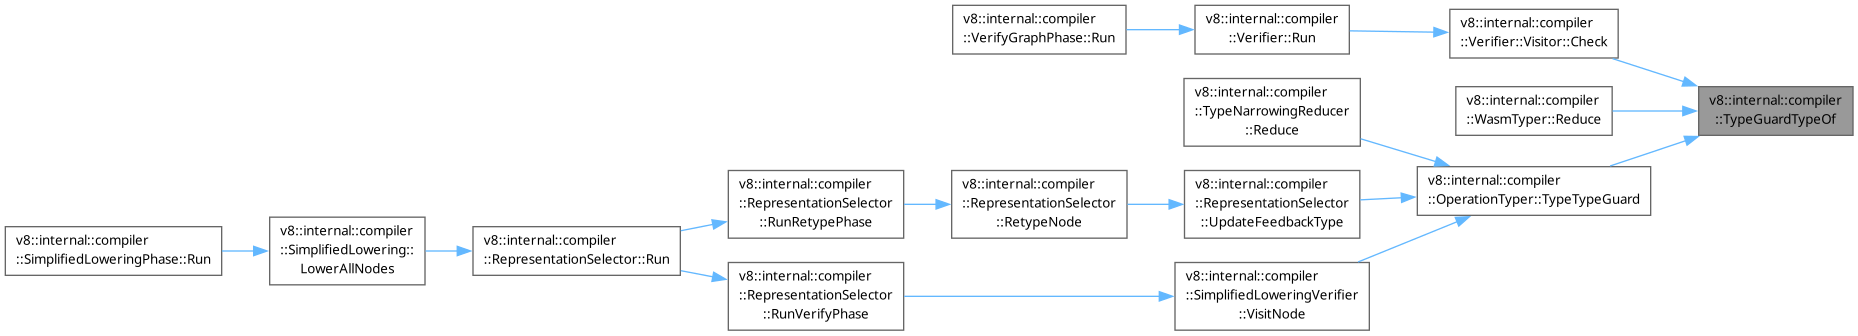 v8::internal::compiler
::VerifyGraphPhase::Run
v8::internal::compiler
::Verifier::Run
v8::internal::compiler
::Verifier::Visitor::Check
v8::internal::compiler
::TypeNarrowingReducer
::Reduce
v8::internal::compiler
::WasmTyper::Reduce
v8::internal::compiler
::TypeGuardTypeOf
v8::internal::compiler
::OperationTyper::TypeTypeGuard
v8::internal::compiler
::RepresentationSelector
::RunRetypePhase
v8::internal::compiler
::RepresentationSelector
::RetypeNode
v8::internal::compiler
::RepresentationSelector
::UpdateFeedbackType
v8::internal::compiler
::SimplifiedLoweringPhase::Run
v8::internal::compiler
::SimplifiedLowering::
LowerAllNodes
v8::internal::compiler
::RepresentationSelector::Run
v8::internal::compiler
::RepresentationSelector
::RunVerifyPhase
v8::internal::compiler
::SimplifiedLoweringVerifier
::VisitNode